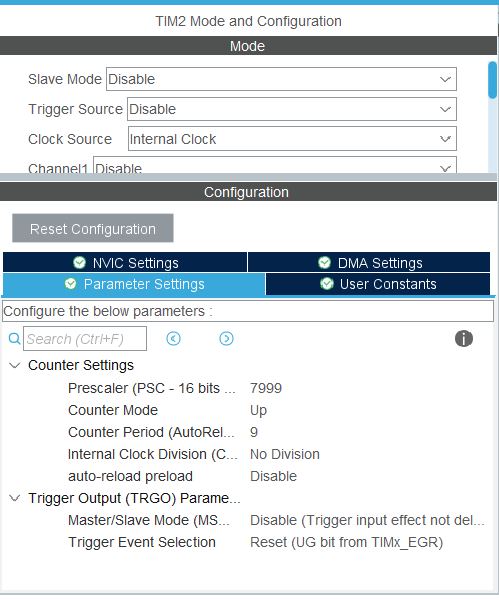 TIM2 Mode and Configuration
Mode
Slave Mode Disable
Trigger Source Disable
Clock Source Internal Clock
Channel1 Disable
Configuration
Reset Configuration
NVIC Settings DMA Settings
Parameter Settings User Constants
Configure the below parameters :
Search (Ctrl+F)
Counter Settings
Prescaler (PSC - 16 bits ... 7999
Counter Mode Up
Counter Period (AutoRel... 9
Internal Clock Division (C... No Division
auto-reload preload Disable
Trigger Output (TRGO) Parame...
Master/Slave Mode (MS... Disable (Trigger input effect not del...
Trigger Event Selection Reset (UG bit from TIMx_EGR)